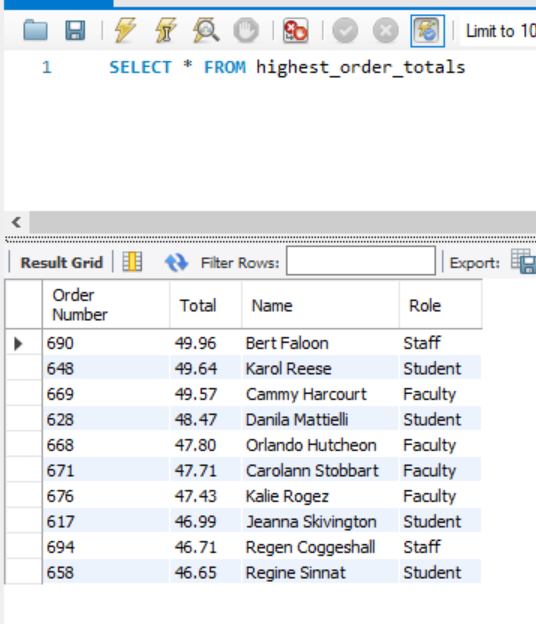 Limit to 10
1 SELECT * FROM highest_order_totals
Result Grid Filter Rows: Export:
Order Number Total Name Role
690 49.96 Bert Faloon Staff
648 49.64 Karol Reese Student
669 49.57 Cammy Harcourt Faculty
628 48.47 Danila Mattielli Student
668 47.80 Orlando Hutcheon Faculty
671 47.71 Carolann Stobbart Faculty
676 47.43 Kalie Rogez Faculty
617 46.99 Jeanna Skivington Student
694 46.71 Regen Coggeshall Staff
658 46.65 Regine Sinnat Student